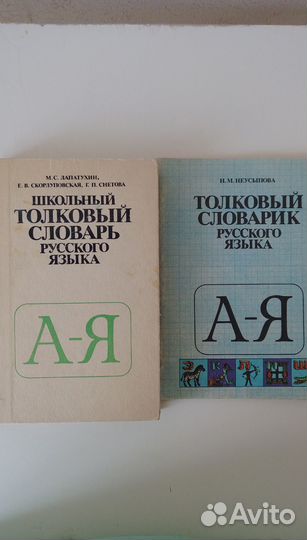 М.С. ЛАПАТУХИН,
Е.В. СКОРЛУПОВСКАЯ, Г.П. СНЕТОВА
ШКОЛЬНЫЙ
ТОЛКОВЫЙ
СЛОВАРЬ
РУССКОГО
ЯЗЫКА
А-Я
Н.М. НЕУСЫПОВА
ТОЛКОВЫЙ
СЛОВАРИК
РУССКОГО
ЯЗЫКА
А-Я
Avito